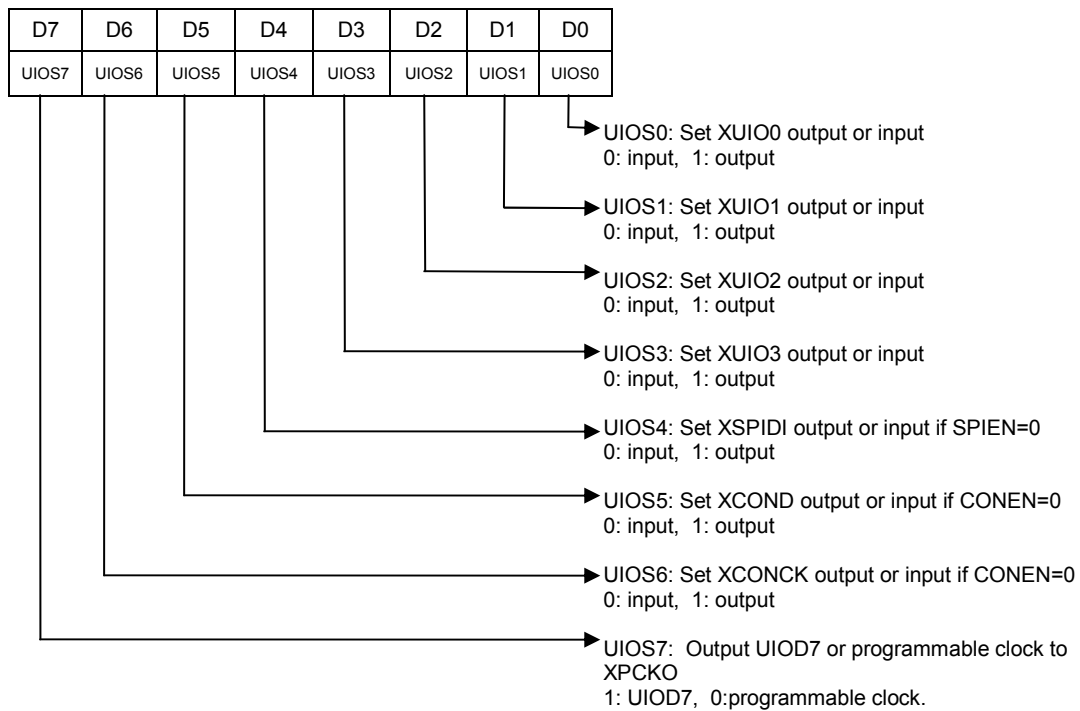 D7 D6 D5 D4 D3 D2 D1 D0
UIOS7 UIOS6 UIOS5 UIOS4 UIOS3 UIOS2 UIOS1 UIOS0
UIOS0: Set XUIO0 output or input
0: input, 1: output
UIOS1: Set XUIO1 output or input
0: input, 1: output
UIOS2: Set XUIO2 output or input
0: input, 1: output
UIOS3: Set XUIO3 output or input
0: input, 1: output
UIOS4: Set XSPIDI output or input if SPIEN=0
0: input, 1: output
UIOS5: Set XCOND output or input if CONEN=0
0: input, 1: output
UIOS6: Set XCONCK output or input if CONEN=0
0: input, 1: output
UIOS7: Output UIOD7 or programmable clock to
XPCKO
1: UIOD7, 0:programmable clock.